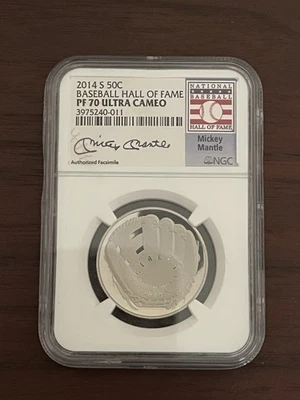 2014 S 50C
BASEBALL HALL OF FAME
PF 70 ULTRA CAMEO
3975240-011
Mickey Mantle
Authorized Facsimile
NATIONAL
BASEBALL
HALL OF FAME
Mickey
Mantle
NGC